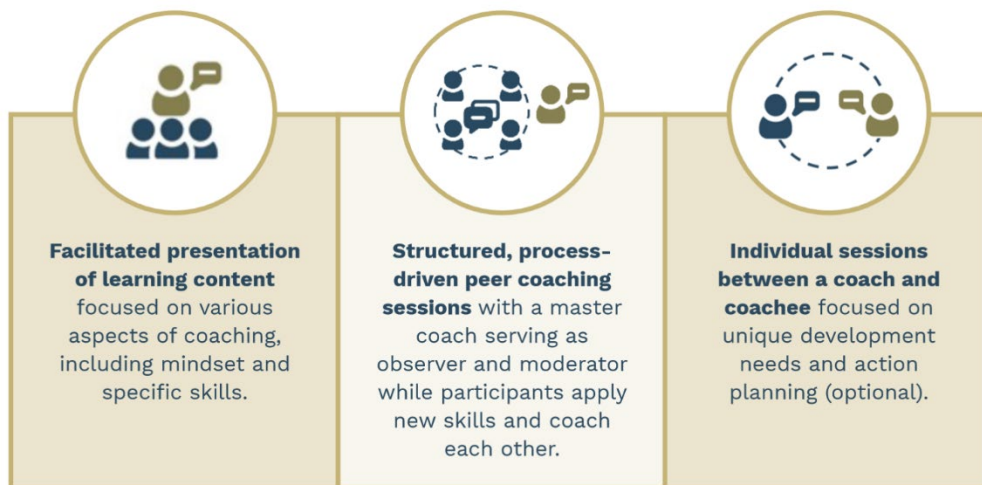 Facilitated presentation
of learning content
focused on various
aspects of coaching,
including mindset and
specific skills.
Structured, process-
driven peer coaching
sessions with a master
coach serving as
observer and moderator
while participants apply
new skills and coach
each other.
Individual sessions
between a coach and
coachee focused on
unique development
needs and action
planning (optional).